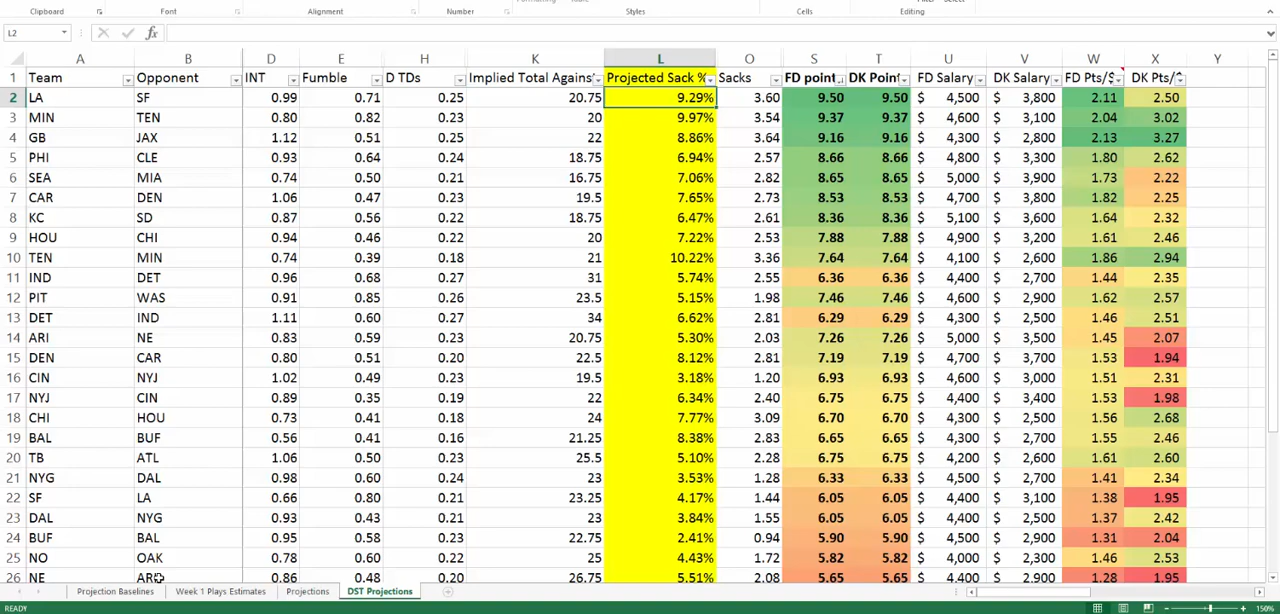 Clipboard Font Alignment Number Styles Cells Editing
L2 fx
A B D E H K L O S T U V W X Y
1 Team Opponent INT Fumble D TDs Implied Total Agains Projected Sack % Sacks FD point DK Point FD Salary DK Salary FD Pts/$ DK Pts/
2 LA SF 0.99 0.71 0.25 20.75 9.29% 3.60 9.50 9.50 $ 4,500 $ 3,800 2.11 2.50
3 MIN TEN 0.80 0.82 0.23 20 9.97% 3.54 9.37 9.37 $ 4,600 $ 3,100 2.04 3.02
4 GB JAX 1.12 0.51 0.25 22 8.86% 3.64 9.16 9.16 $ 4,300 $ 2,800 2.13 3.27
5 PHI CLE 0.93 0.64 0.24 18.75 6.94% 2.57 8.66 8.66 $ 4,800 $ 3,300 1.80 2.62
6 SEA MIA 0.74 0.50 0.21 16.75 7.06% 2.82 8.65 8.65 $ 5,000 $ 3,900 1.73 2.22
7 CAR DEN 1.06 0.47 0.23 19.5 7.65% 2.73 8.53 8.53 $ 4,700 $ 3,800 1.82 2.25
8 KC SD 0.87 0.56 0.22 18.75 6.47% 2.61 8.36 8.36 $ 5,100 $ 3,600 1.64 2.32
9 HOU CHI 0.94 0.46 0.22 20 7.22% 2.53 7.88 7.88 $ 4,900 $ 3,200 1.61 2.46
10 TEN MIN 0.74 0.39 0.18 21 10.22% 3.36 7.64 7.64 $ 4,100 $ 2,600 1.86 2.94
11 IND DET 0.96 0.68 0.27 31 5.74% 2.81 6.36 6.36 $ 4,400 $ 2,700 1.44 2.35
12 PIT WAS 0.91 0.85 0.26 23.5 5.15% 1.98 7.46 7.46 $ 4,600 $ 2,900 1.62 2.57
13 DET IND 1.11 0.60 0.27 34 6.62% 2.81 6.29 6.29 $ 4,300 $ 2,500 1.46 2.51
14 ARI NE 0.83 0.59 0.23 20.75 5.30% 2.03 7.26 7.26 $ 5,000 $ 3,500 1.45 2.07
15 DEN CAR 0.80 0.51 0.20 22.5 8.12% 2.81 7.19 7.19 $ 4,700 $ 3,700 1.53 1.94
16 CIN NYJ 1.02 0.49 0.23 19.5 3.18% 1.20 6.93 6.93 $ 4,600 $ 3,000 1.51 2.31
17 NYJ CIN 0.89 0.35 0.19 22 6.34% 2.40 6.75 6.75 $ 4,400 $ 3,400 1.53 1.98
18 CHI HOU 0.73 0.41 0.18 24 7.77% 3.09 6.70 6.70 $ 4,300 $ 2,500 1.56 2.68
19 BAL BUF 0.56 0.41 0.16 21.25 8.38% 2.83 6.65 6.65 $ 4,300 $ 2,700 1.55 2.46
20 TB ATL 1.06 0.50 0.23 25.5 5.10% 2.28 6.75 6.75 $ 4,200 $ 2,600 1.61 2.60
21 NYG DAL 0.98 0.60 0.24 23 3.53% 1.28 6.33 6.33 $ 4,500 $ 2,700 1.41 2.34
22 SF LA 0.66 0.80 0.21 23.25 4.17% 1.44 6.05 6.05 $ 4,400 $ 3,100 1.38 1.95
23 DAL NYG 0.93 0.43 0.21 23 3.84% 1.55 6.05 6.05 $ 4,400 $ 2,500 1.37 2.42
24 BUF BAL 0.95 0.58 0.23 22.75 2.41% 0.94 5.90 5.90 $ 4,500 $ 2,900 1.31 2.04
25 NO OAK 0.78 0.60 0.22 25 4.43% 1.72 5.82 5.82 $ 4,000 $ 2,300 1.46 2.53
26 NE 0.86 0.48 0.20 26.75 5.51% 2.08 5.65 5.65 $ 4,400 $ 2,900 1.28 1.95
Projection Baselines Week 1 Plays Estimates Projections DST Projections
READY 150%